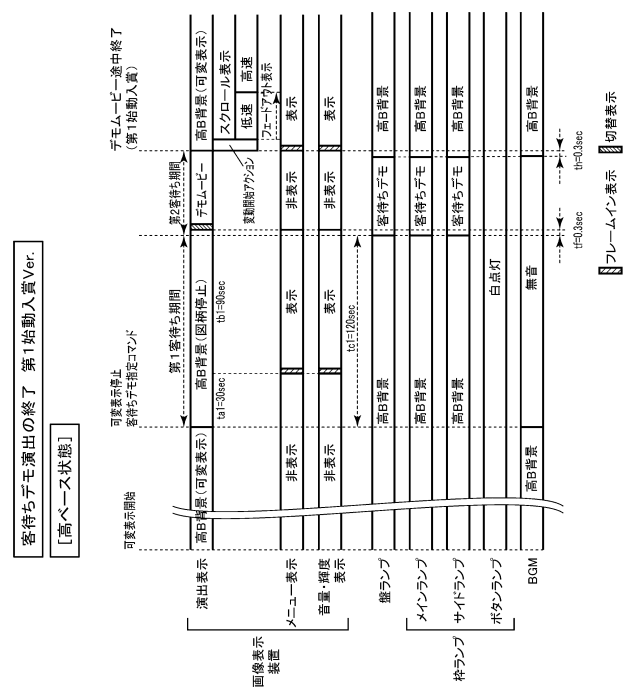 客待ちデモ演出の終了 第1始動入賞Ver.
［高ベース状態］
可変表示開始
可変表示停止
客待ちデモ指定コマンド
デモムービー途中終了
(第1始動入賞)
第1客待ち期間
第2客待ち期間
画像表示
装置
演出表示
高B背景(可変表示)
高B背景(図柄停止)
デモムービー
高B背景(可変表示)
スクロール表示
低速
高速
ta1=30sec
tb1=90sec
変動開始アクション
フェードアウト表示
メニュー表示
非表示
表示
非表示
表示
音量・輝度
表示
非表示
表示
非表示
表示
tc1=120sec
盤ランプ
高B背景
客待ちデモ
高B背景
枠ランプ
メインランプ
高B背景
客待ちデモ
高B背景
サイドランプ
高B背景
客待ちデモ
高B背景
ボタンランプ
白点灯
BGM
高B背景
無音
高B背景
tf=0.3sec
th=0.3sec
フレームイン表示
切替表示